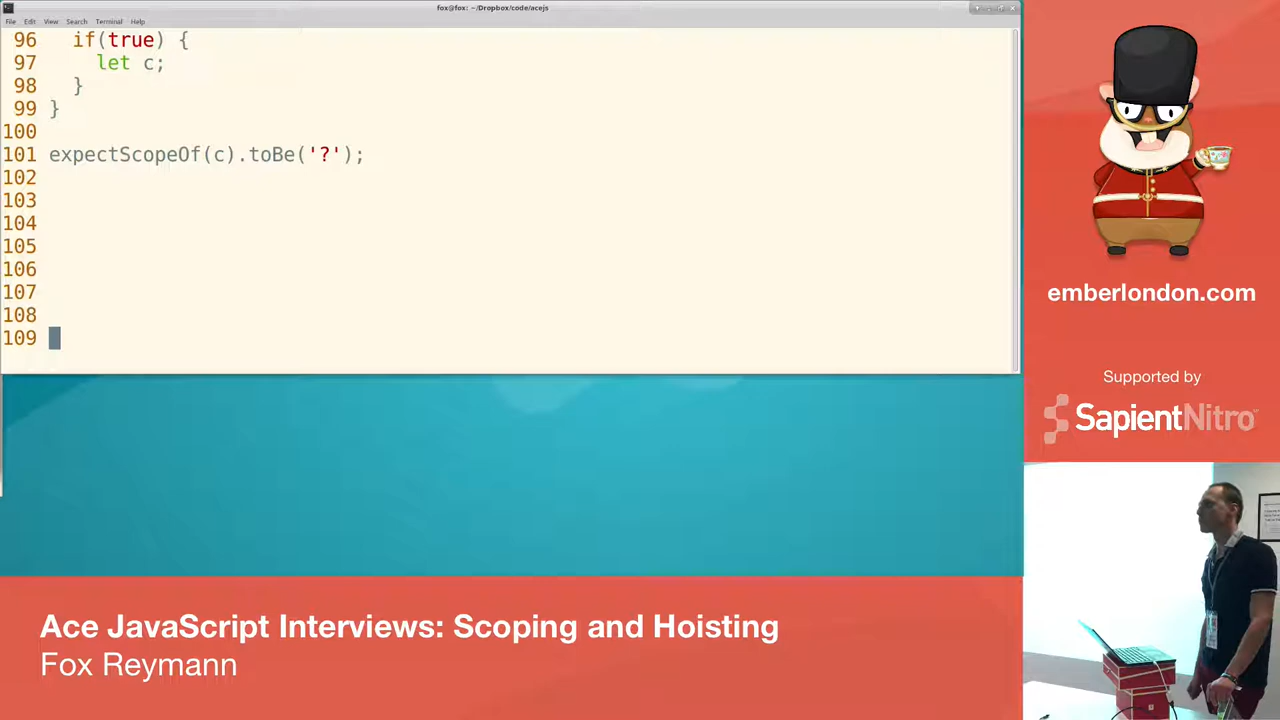 fox@fox: ~/Dropbox/code/acejs
File Edit View Search Terminal Help
96 if(true) {
97 let c;
98 }
99 }
100
101 expectScopeOf(c).toBe('?');
102
103
104
105
106
107
108
109
emberlondon.com
Supported by
SapientNitro
Ace JavaScript Interviews: Scoping and Hoisting
Fox Reymann